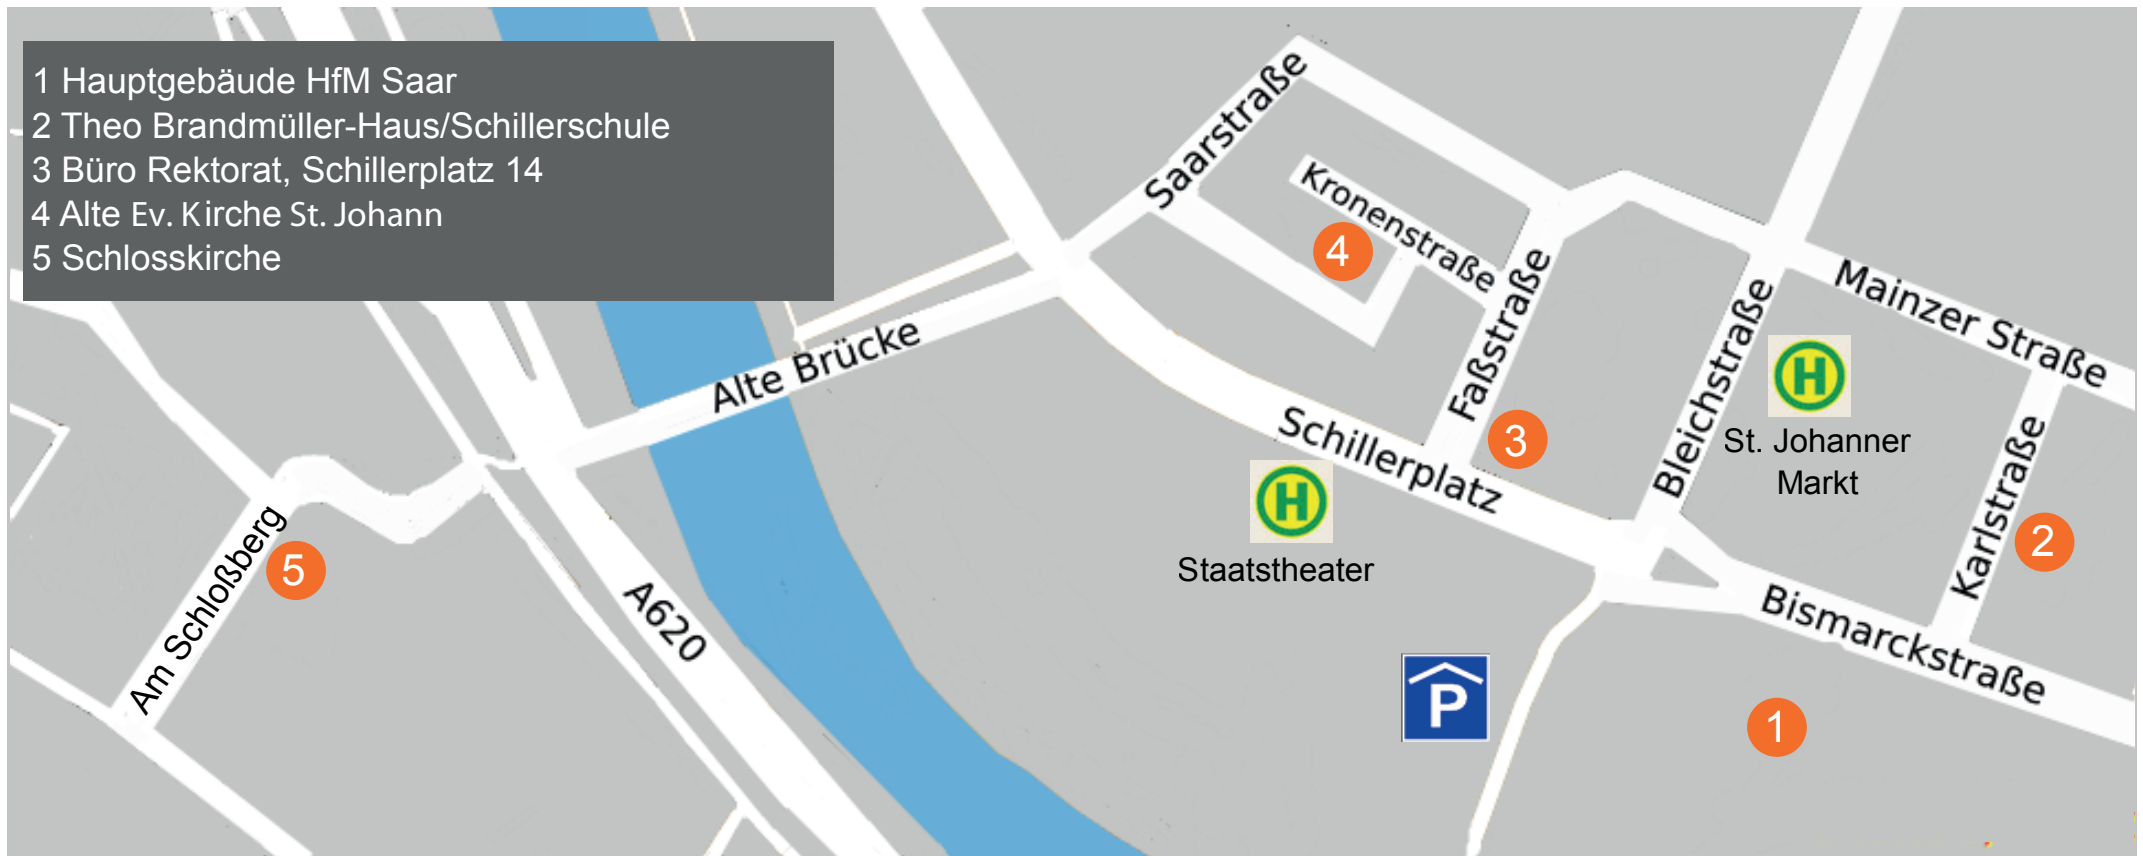 1 Hauptgebäude HfM Saar
2 Theo Brandmüller-Haus/Schillerschule
3 Büro Rektorat, Schillerplatz 14
4 Alte Ev. Kirche St. Johann
5 Schlosskirche
Saarstraße
Kronenstraße
4
Faßstraße
Mainzer Straße
Bleichstraße
H
St. Johanner
Markt
Alte Brücke
Schillerplatz
3
H
Staatstheater
Karlstraße
2
Am Schloßberg
5
A620
Bismarckstraße
P
1